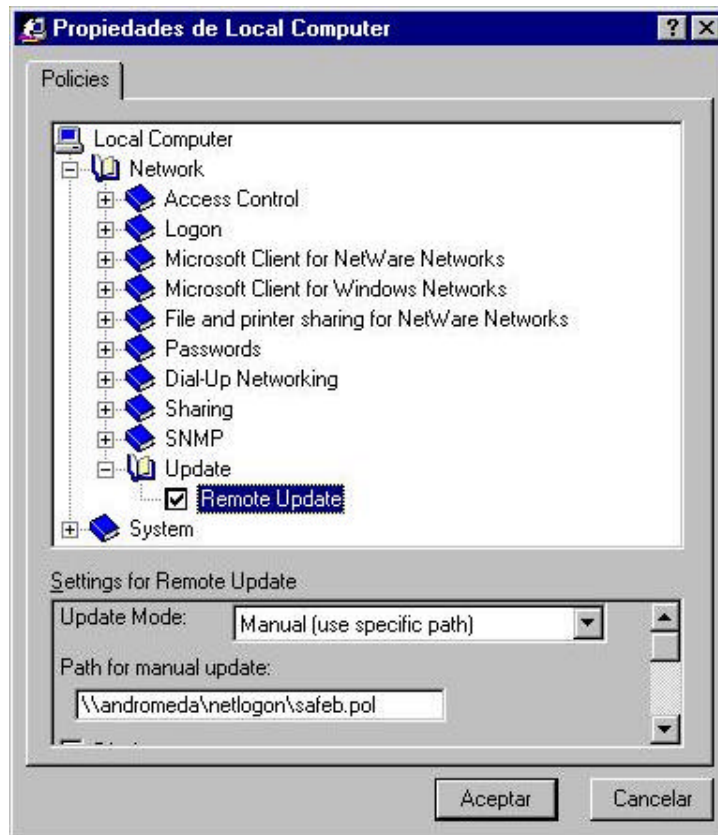 Propiedades de Local Computer
Policies
Local Computer
Network
Access Control
Logon
Microsoft Client for NetWare Networks
Microsoft Client for Windows Networks
File and printer sharing for NetWare Networks
Passwords
Dial-Up Networking
Sharing
SNMP
Update
Remote Update
System
Settings for Remote Update
Update Mode: Manual (use specific path)
Path for manual update:
\\andromeda\netlogon\safeb.pol
Aceptar Cancelar